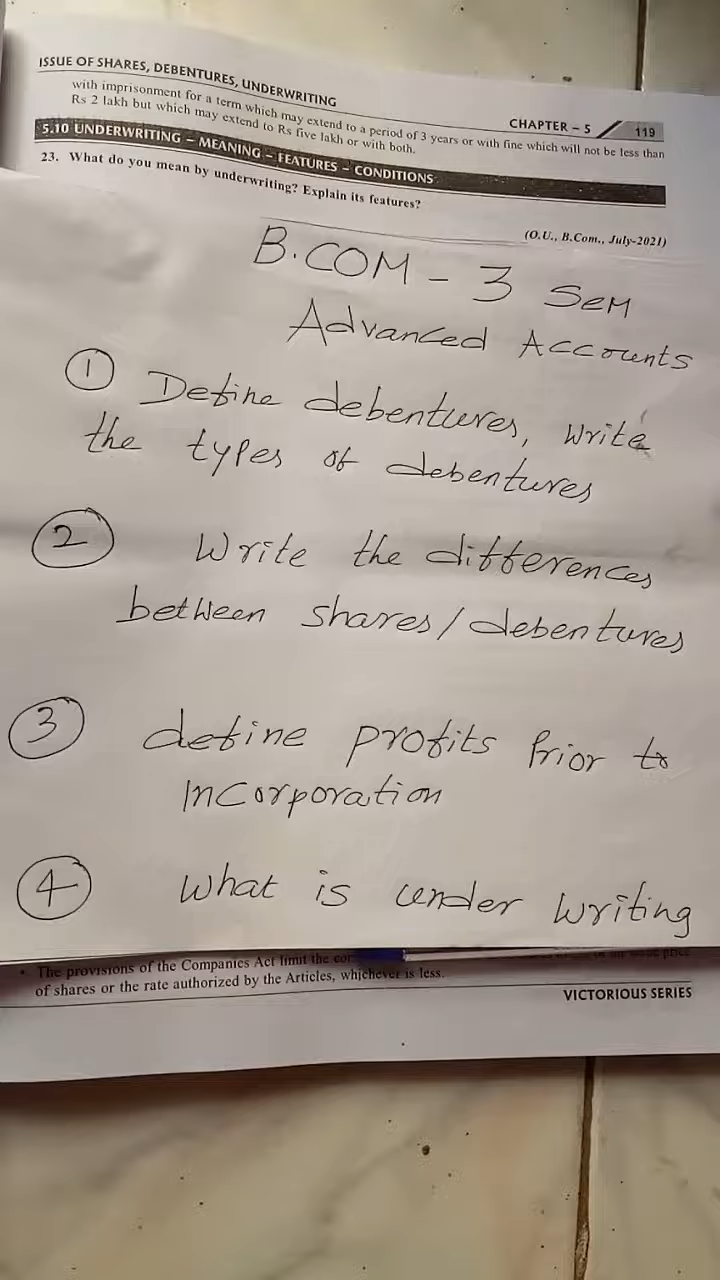 ISSUE OF SHARES, DEBENTURES, UNDERWRITING
CHAPTER – 5 119
with imprisonment for a term which may extend to a period of 3 years or with fine which will not be less than
Rs 2 lakh but which may extend to Rs five lakh or with both.
5.10 UNDERWRITING – MEANING – FEATURES – CONDITIONS
23. What do you mean by underwriting? Explain its features?
(O.U., B.Com., July-2021)
B.COM - 3 SEM
Advanced Accounts
① Define debentures, write
the types of debentures
② Write the differences
between shares/debentures
③ define profits Prior to
Incorporation
④ What is under writing
• The provisions of the Companies Act limit the
of shares or the rate authorized by the Articles, whichever is less.
VICTORIOUS SERIES